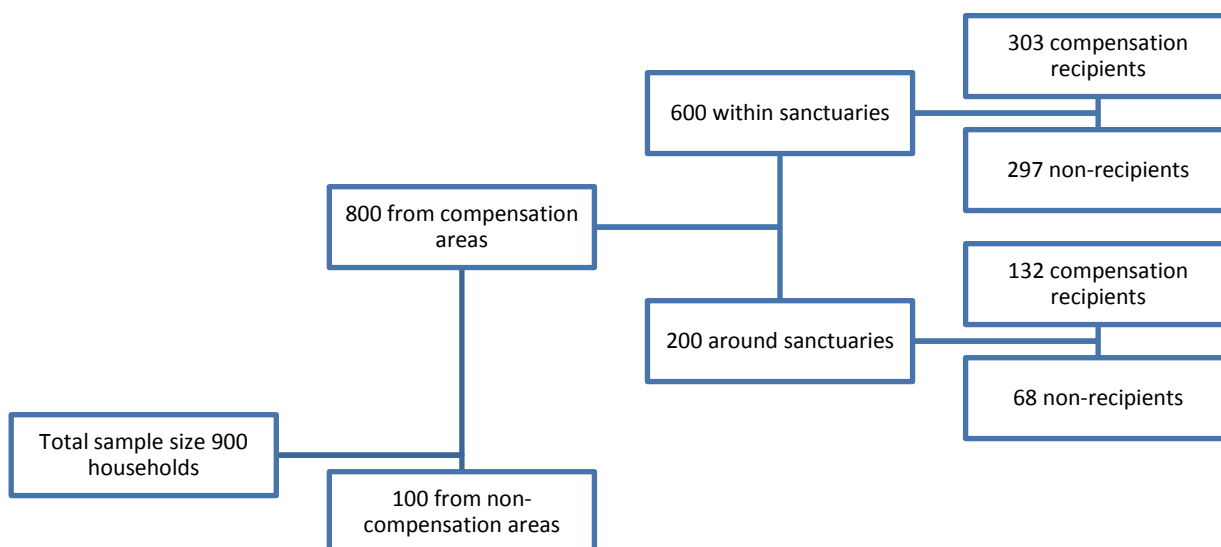 303 compensation
recipients
600 within sanctuaries
297 non-recipients
800 from compensation
areas
132 compensation
recipients
200 around sanctuaries
68 non-recipients
Total sample size 900
households
100 from non-
compensation areas